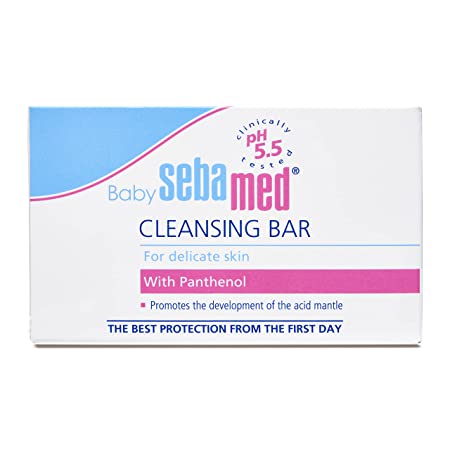 clinically
pH
5.5
tested
Baby sebamed®
CLEANSING BAR
For delicate skin
With Panthenol
▪ Promotes the development of the acid mantle
THE BEST PROTECTION FROM THE FIRST DAY